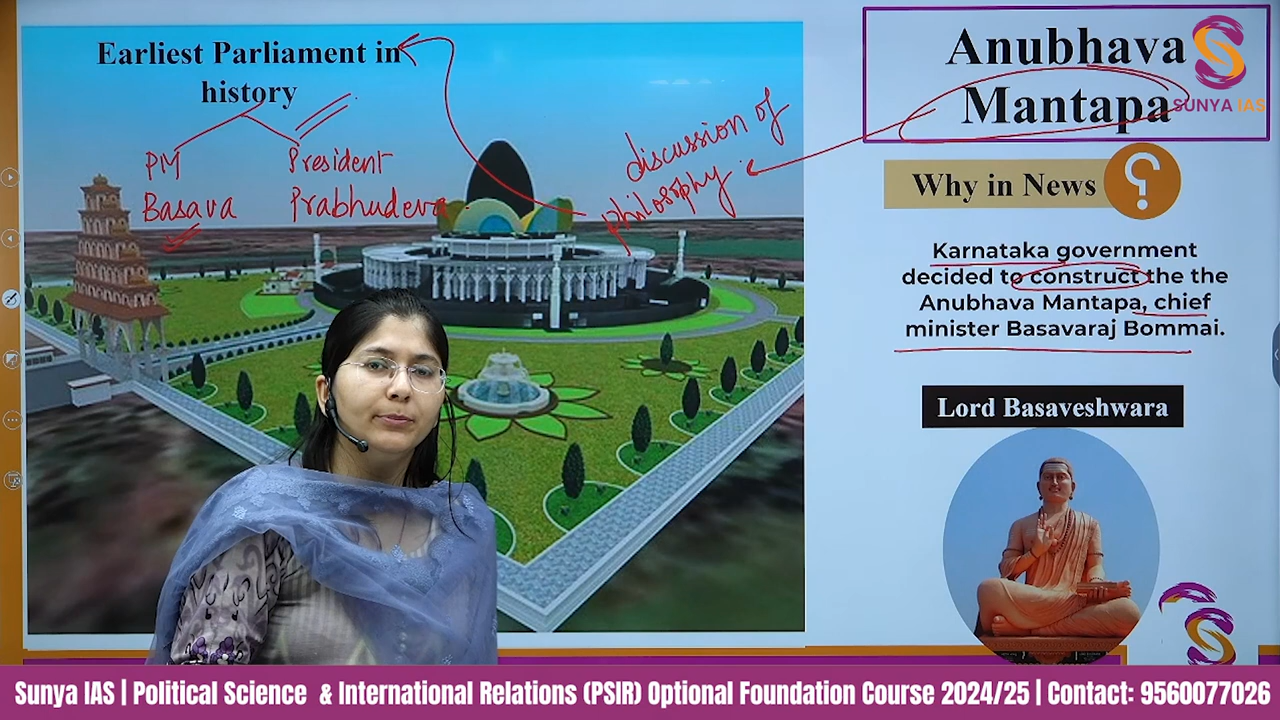 Earliest Parliament in
history
PM
President
Basava
Prabhudeva
discussion of
philosophy
Anubhava
Mantapa
SUNYA IAS
Why in News
?
Karnataka government
decided to construct the the
Anubhava Mantapa, chief
minister Basavaraj Bommai.
Lord Basaveshwara
Sunya IAS | Political Science & International Relations (PSIR) Optional Foundation Course 2024/25 | Contact: 9560077026